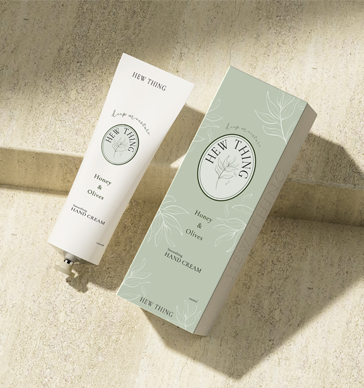 HEW THING
HEW THING
Honey
&
Olives
HAND CREAM
HEW THING
Honey
&
Olives
HAND CREAM
HEW THING